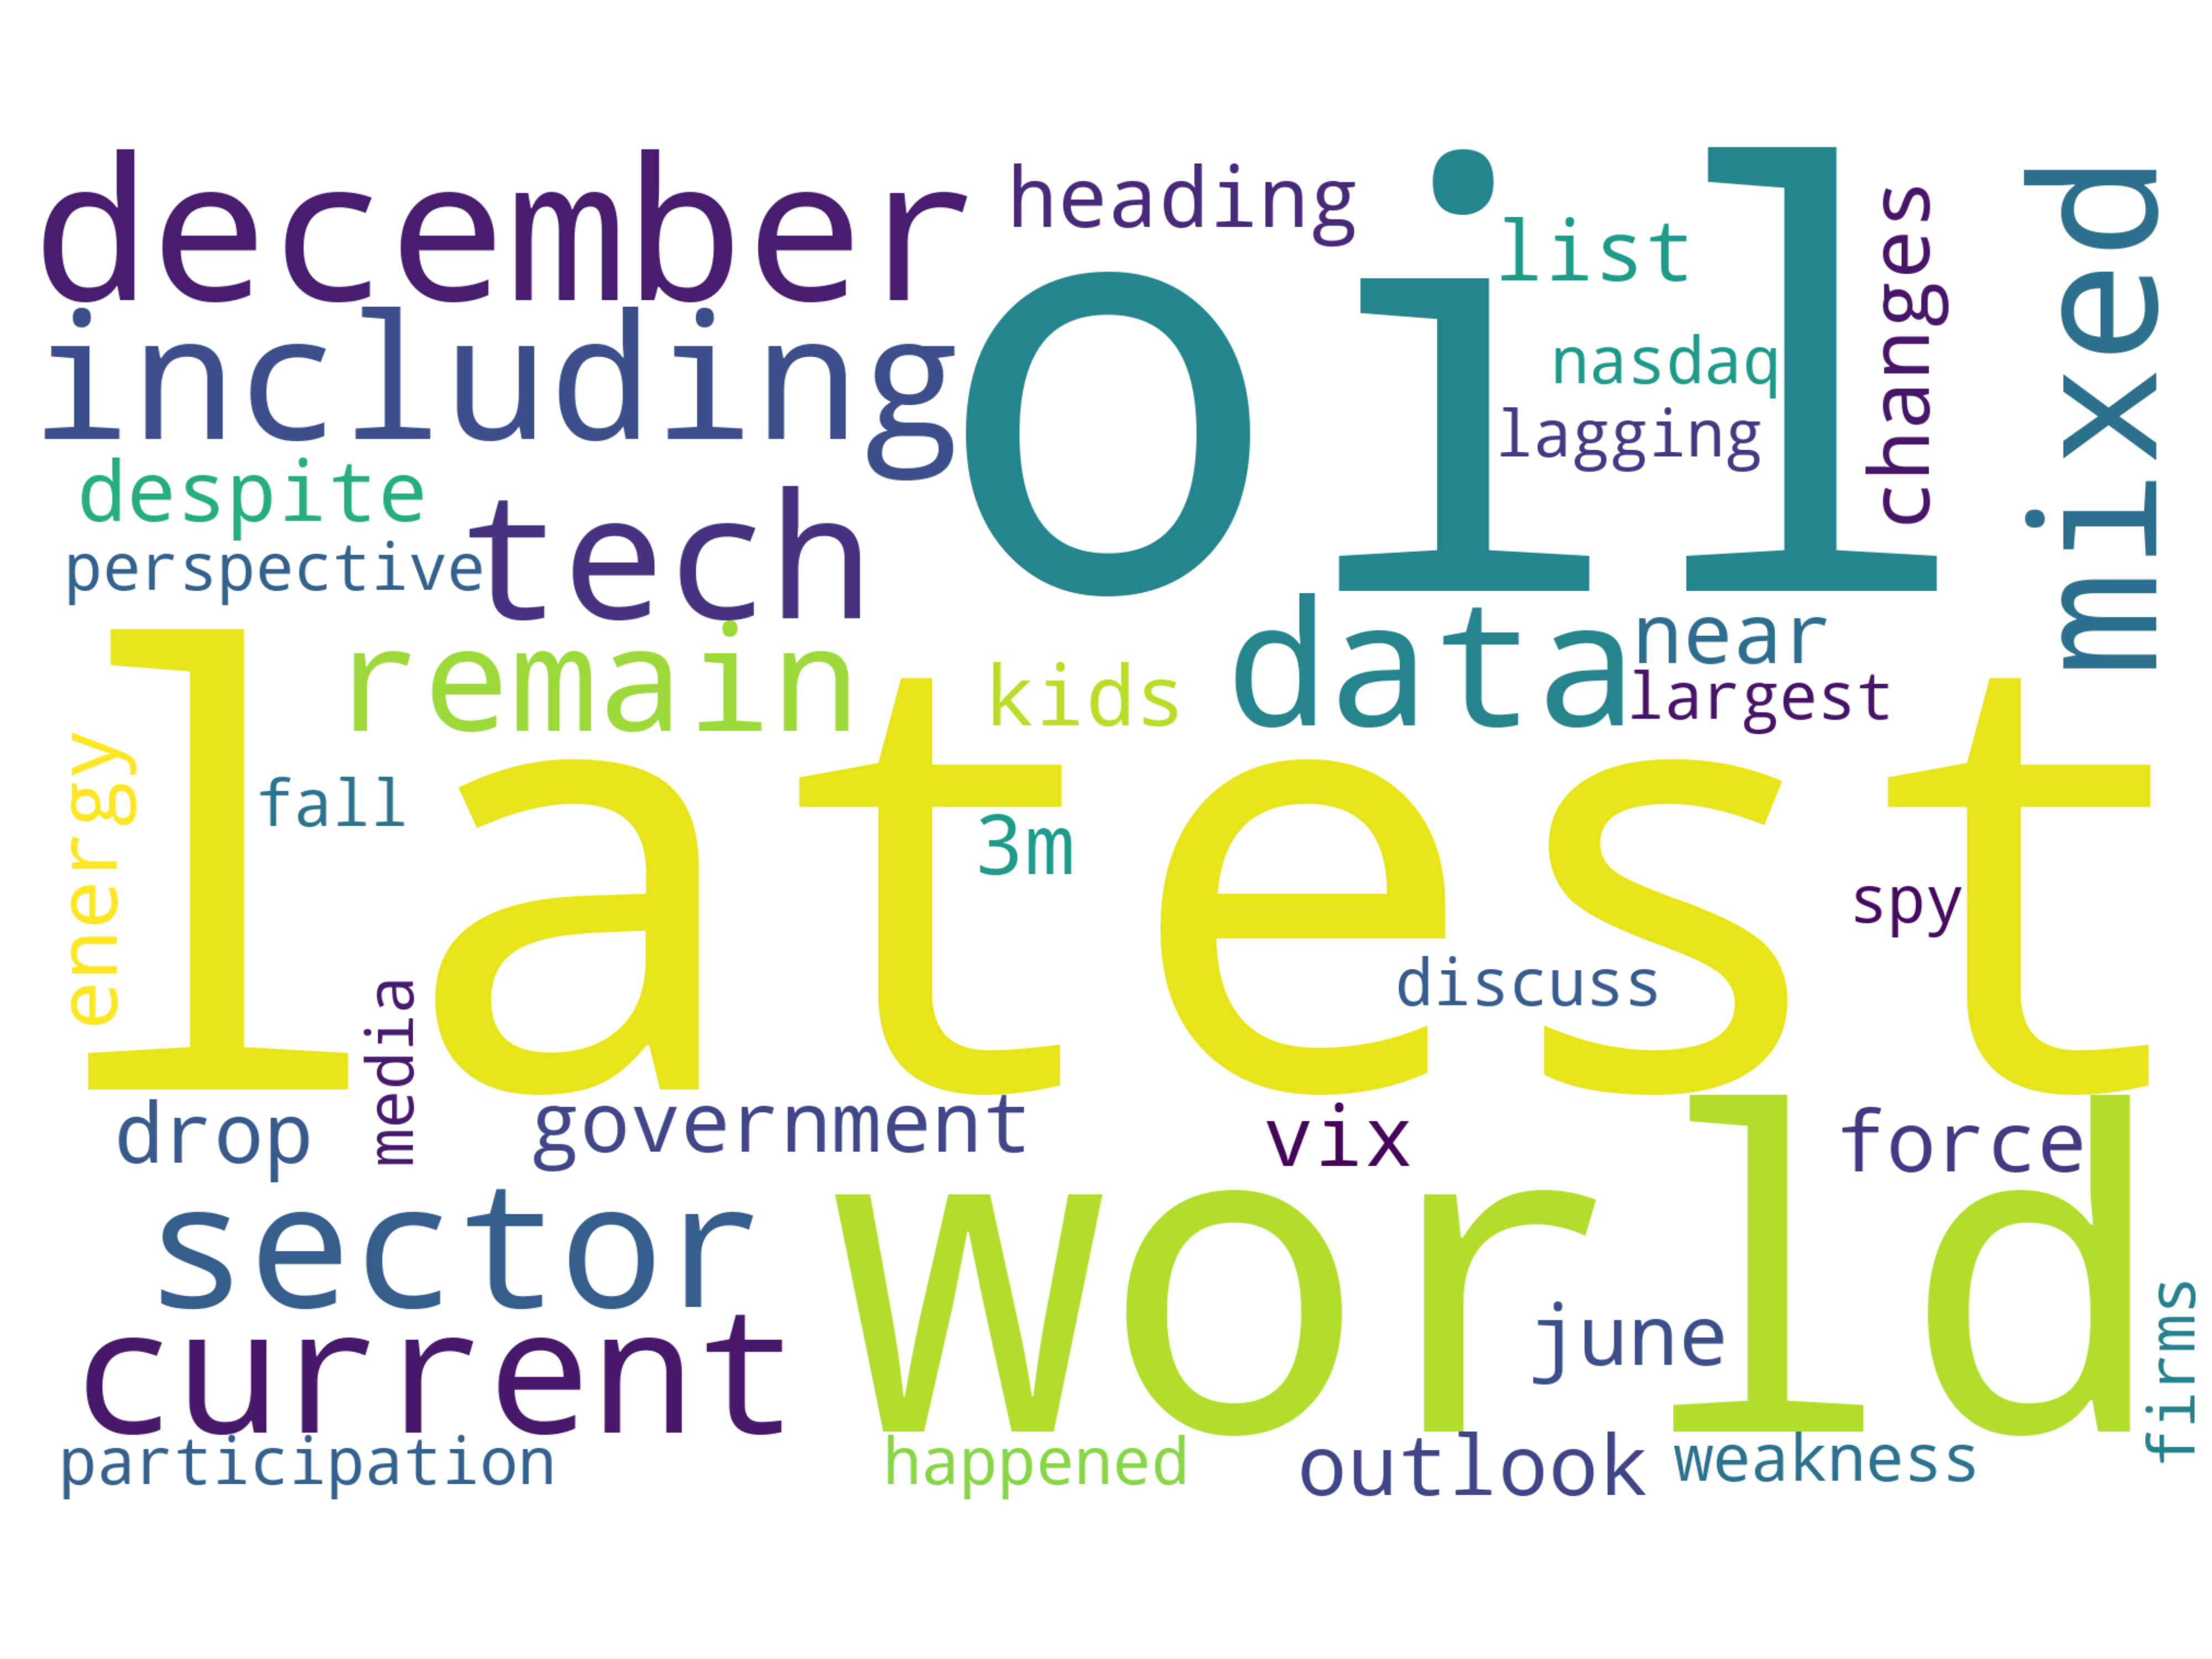 december
heading
oil
list
changes
mixed
including
nasdaq
lagging
despite
tech
perspective
remain
kids
data
near
largest
latest
energy
fall
3m
spy
discuss
media
drop
government
vix
force
sector
world
current
june
firms
participation
happened
outlook
weakness